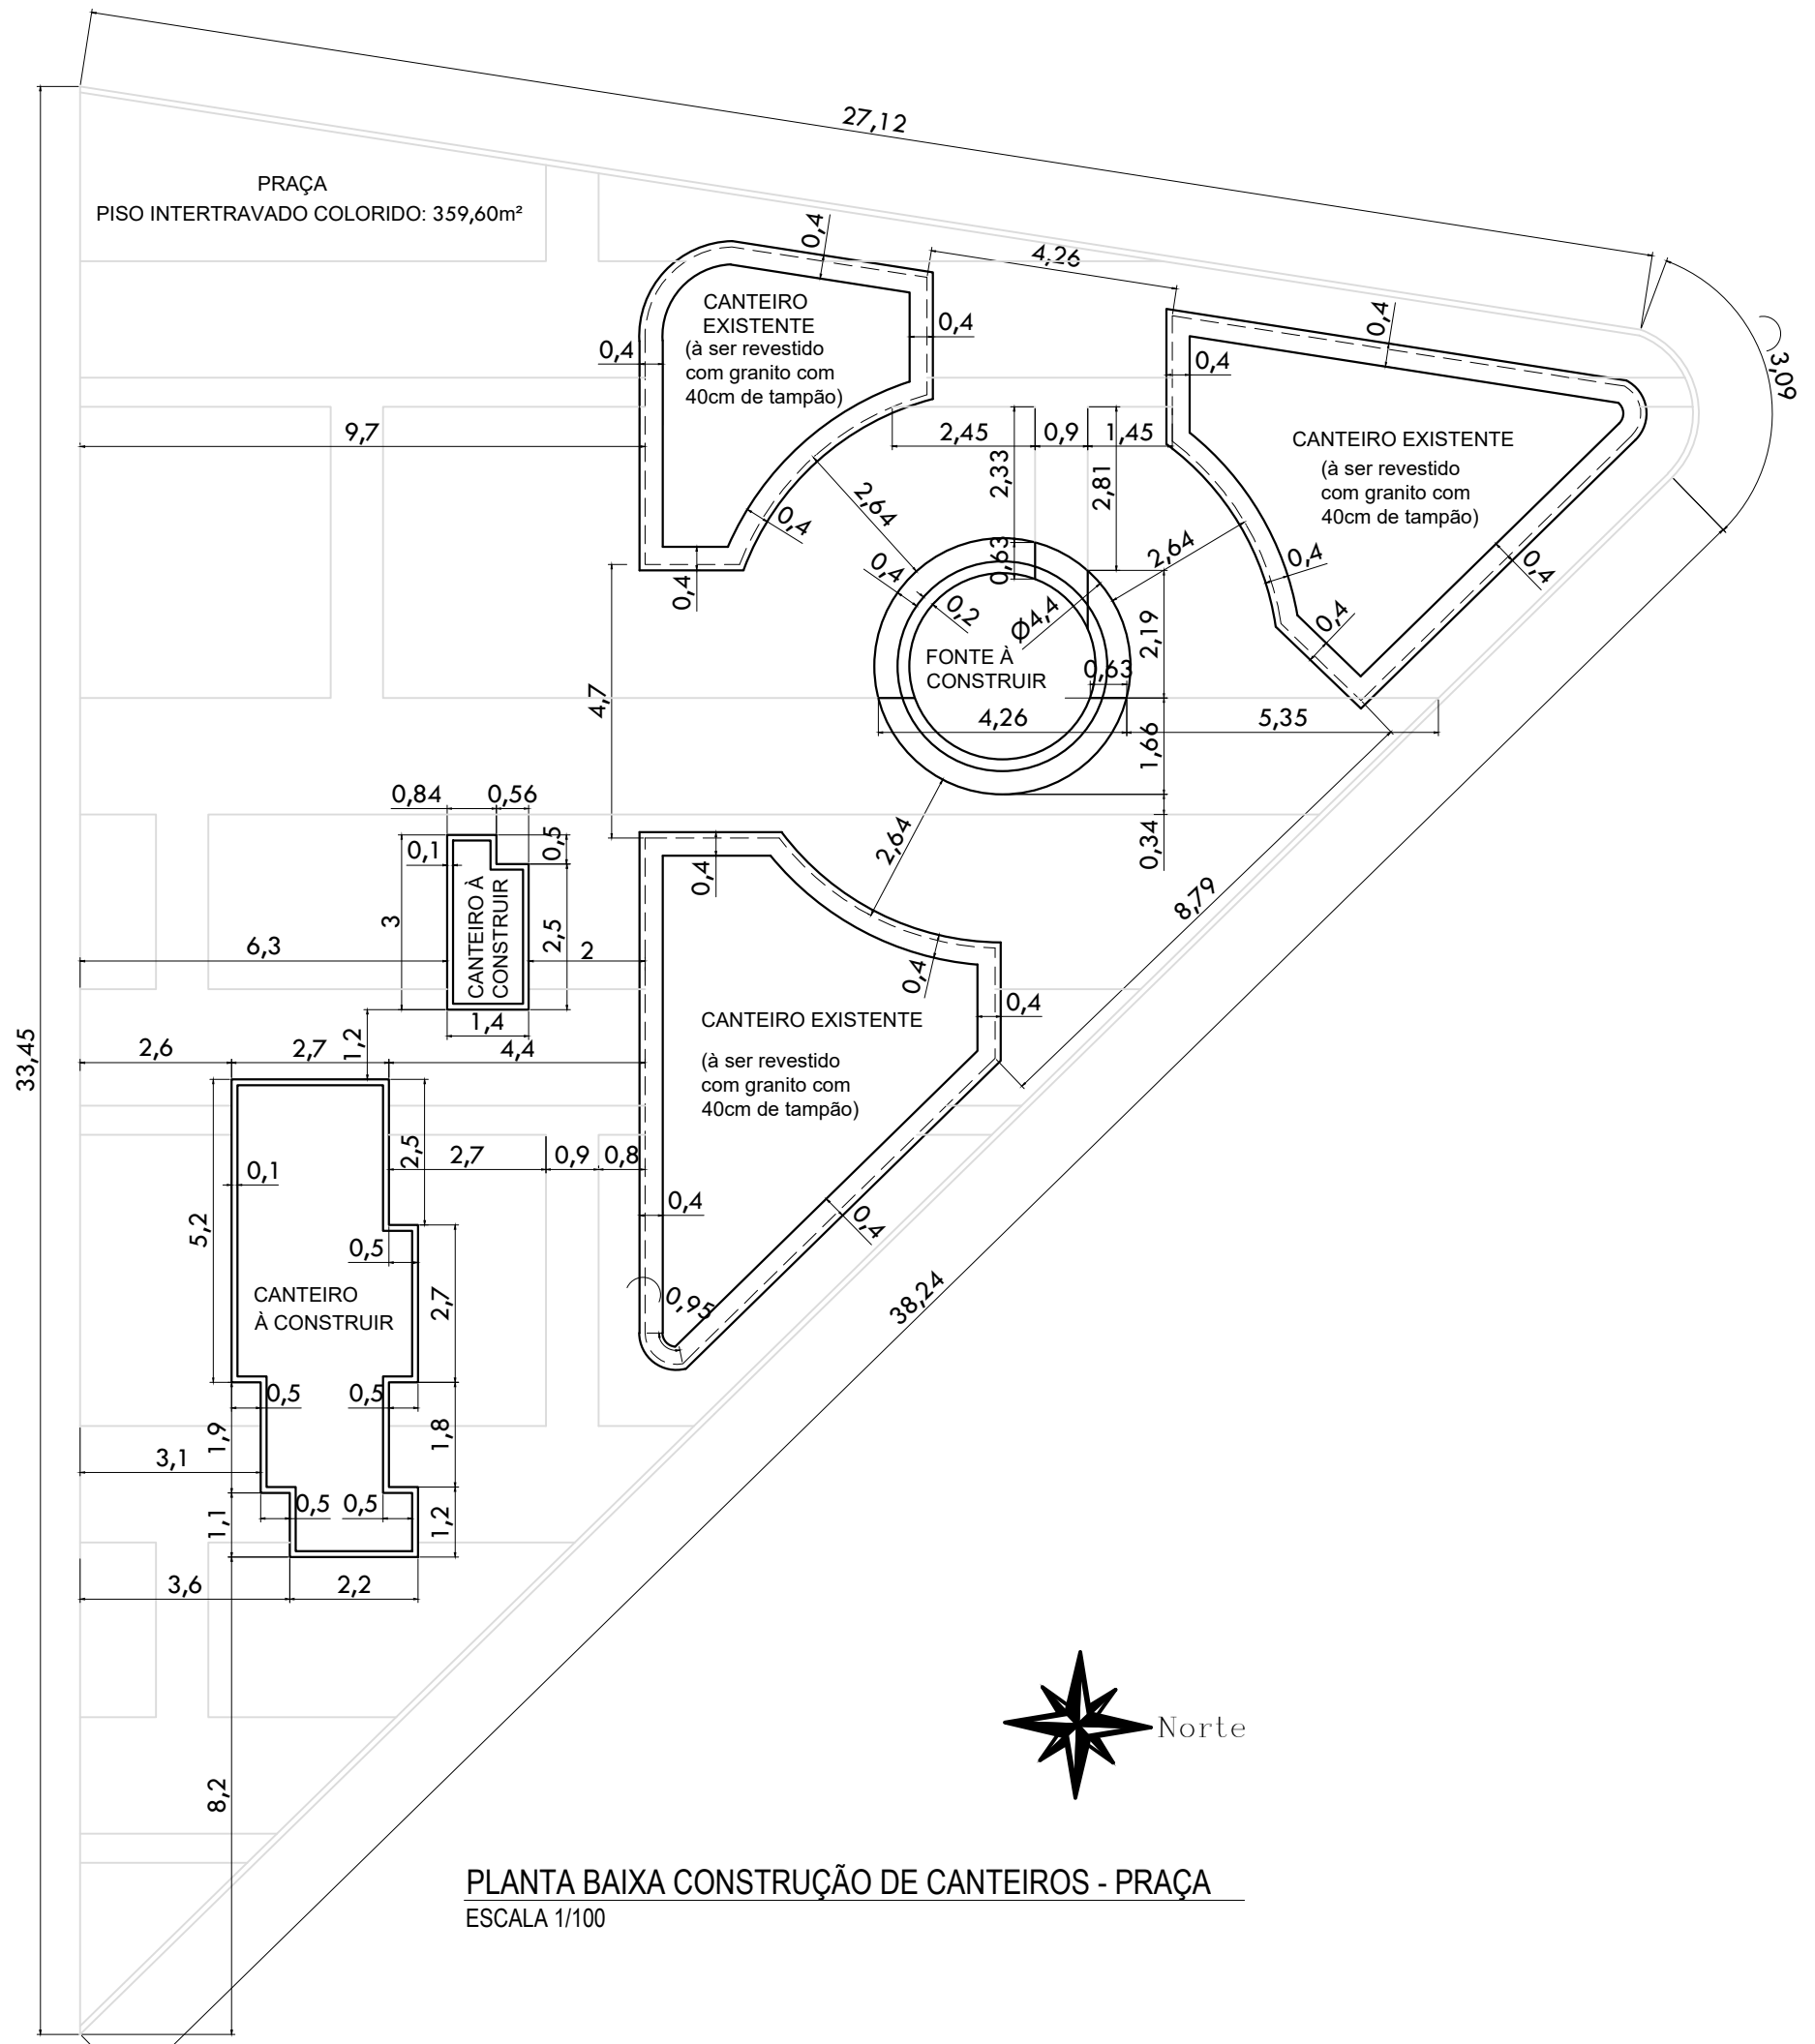 27,12
PRAÇA
PISO INTERTRAVADO COLORIDO: 359,60m²
0,4
4,26
CANTEIRO
EXISTENTE
(à ser revestido
com granito com
40cm de tampão)
0,4
0,4
0,4
0,4
3,09
9,7
2,45
0,9
1,45
CANTEIRO EXISTENTE
(à ser revestido
com granito com
40cm de tampão)
2,33
2,81
2,64
0,4
0,4
0,63
2,64
0,4
0,4
0,4
0,2
Ø4,4
0,4
2,19
FONTE À
CONSTRUIR
0,63
4,7
4,26
5,35
1,66
0,34
0,84
0,56
0,5
0,1
CANTEIRO À
CONSTRUIR
3
2,5
0,4
2,64
8,79
6,3
2
0,4
0,4
1,4
1,2
CANTEIRO EXISTENTE
(à ser revestido
com granito com
40cm de tampão)
33,45
2,6
2,7
4,4
2,5
2,7
0,9
0,8
0,1
5,2
0,4
0,4
0,5
2,7
CANTEIRO
À CONSTRUIR
0,95
38,24
0,5
0,5
1,9
1,8
3,1
0,5
0,5
1,1
1,2
3,6
2,2
8,2
Norte
PLANTA BAIXA CONSTRUÇÃO DE CANTEIROS - PRAÇA
ESCALA 1/100